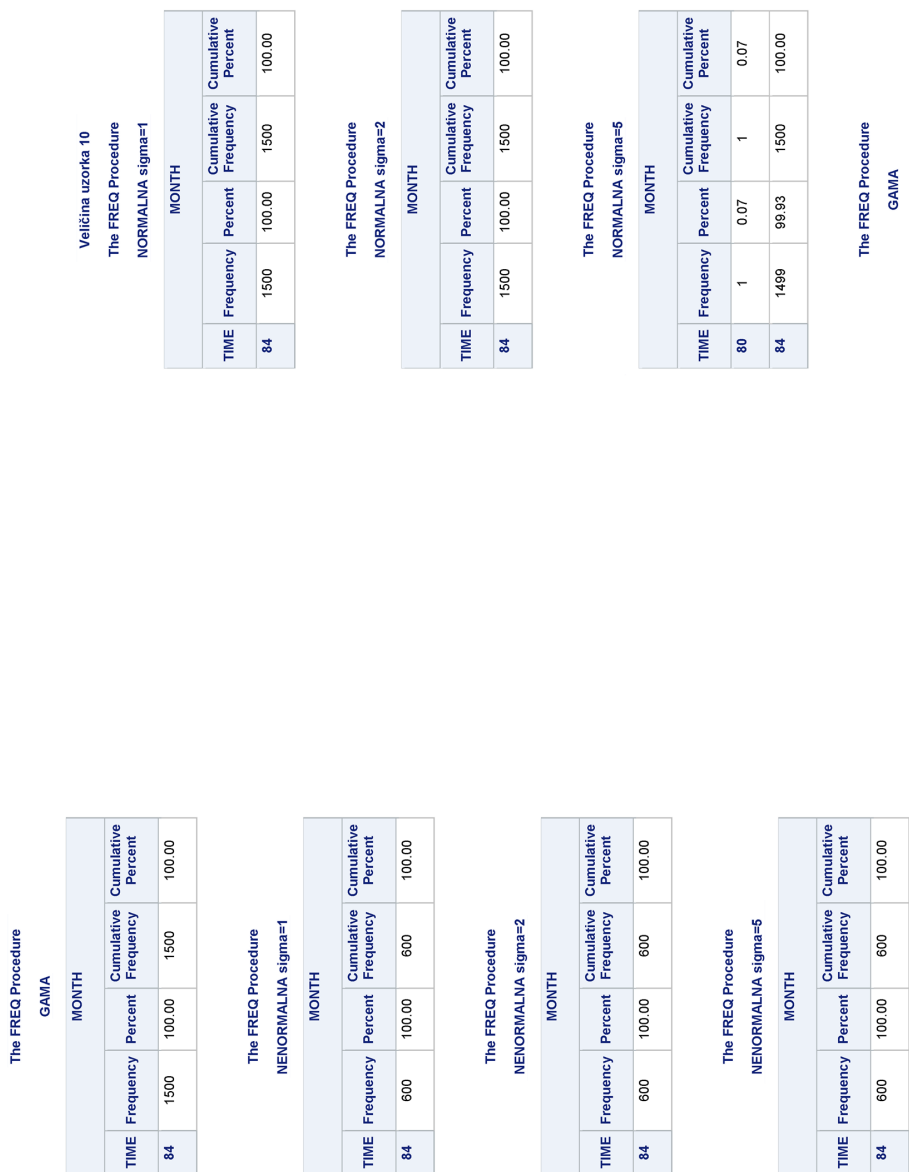 Veličina uzorka 10
The FREQ Procedure
NORMALNA sigma=1
MONTH
TIME Frequency Percent Cumulative Frequency Cumulative Percent
84 1500 100.00 1500 100.00
The FREQ Procedure
NORMALNA sigma=2
MONTH
TIME Frequency Percent Cumulative Frequency Cumulative Percent
84 1500 100.00 1500 100.00
The FREQ Procedure
NORMALNA sigma=5
MONTH
TIME Frequency Percent Cumulative Frequency Cumulative Percent
80 1 0.07 1 0.07
84 1499 99.93 1500 100.00
The FREQ Procedure
GAMA
The FREQ Procedure
GAMA
MONTH
TIME Frequency Percent Cumulative Frequency Cumulative Percent
84 1500 100.00 1500 100.00
The FREQ Procedure
NENORMALNA sigma=1
MONTH
TIME Frequency Percent Cumulative Frequency Cumulative Percent
84 600 100.00 600 100.00
The FREQ Procedure
NENORMALNA sigma=2
MONTH
TIME Frequency Percent Cumulative Frequency Cumulative Percent
84 600 100.00 600 100.00
The FREQ Procedure
NENORMALNA sigma=5
MONTH
TIME Frequency Percent Cumulative Frequency Cumulative Percent
84 600 100.00 600 100.00